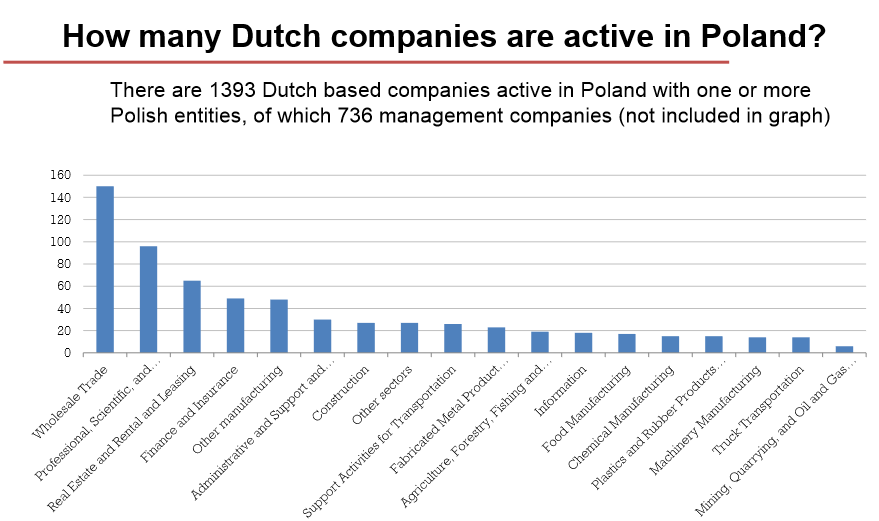 How many Dutch companies are active in Poland?
There are 1393 Dutch based companies active in Poland with one or more
Polish entities, of which 736 management companies (not included in graph)
160
140
120
100
80
60
40
20
0
Wholesale Trade
Professional, Scientific, and...
Real Estate and Rental and Leasing
Finance and Insurance
Other manufacturing
Administrative and Support and...
Construction
Other sectors
Support Activities for Transportation
Fabricated Metal Product...
Agriculture, Forestry, Fishing and...
Information
Food Manufacturing
Chemical Manufacturing
Plastics and Rubber Products...
Machinery Manufacturing
Truck Transportation
Mining, Quarrying, and Oil and Gas...